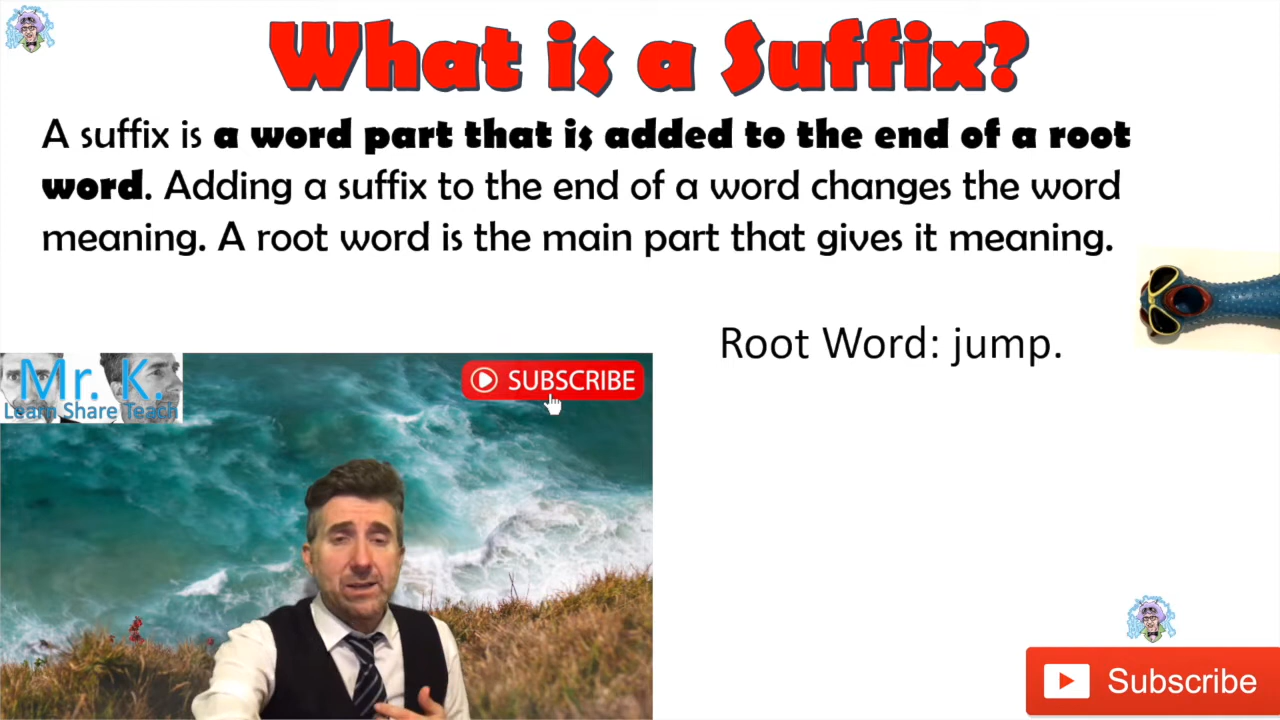 What is a Suffix?
A suffix is a word part that is added to the end of a root
word. Adding a suffix to the end of a word changes the word
meaning. A root word is the main part that gives it meaning.
Root Word: jump.
Mr. K.
Learn Share Teach
SUBSCRIBE
Subscribe